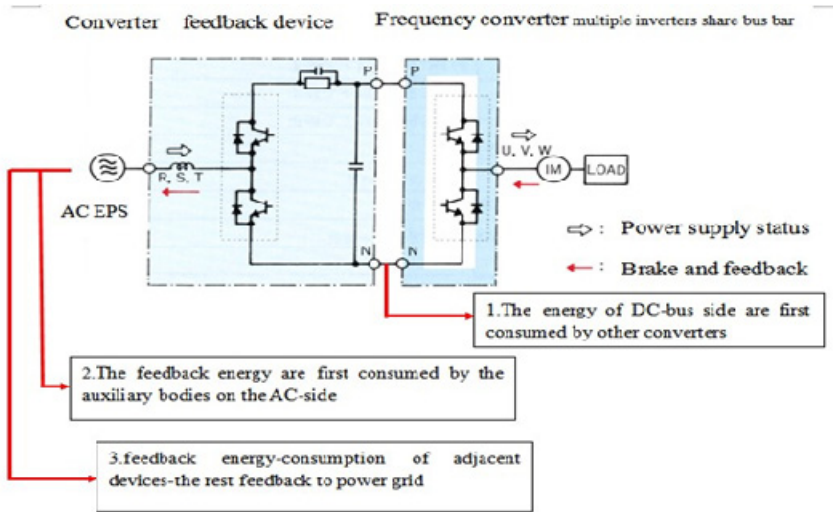 Converter feedback device
Frequency converter multiple inverters share bus bar
P
P
U, V, W
R, S, T
IM
LOAD
AC EPS
N
N
⇨: Power supply status
←: Brake and feedback
1.The energy of DC-bus side are first
consumed by other converters
2.The feedback energy are first consumed by the
auxiliary bodies on the AC-side
3.feedback energy-consumption of adjacent
devices-the rest feedback to power grid